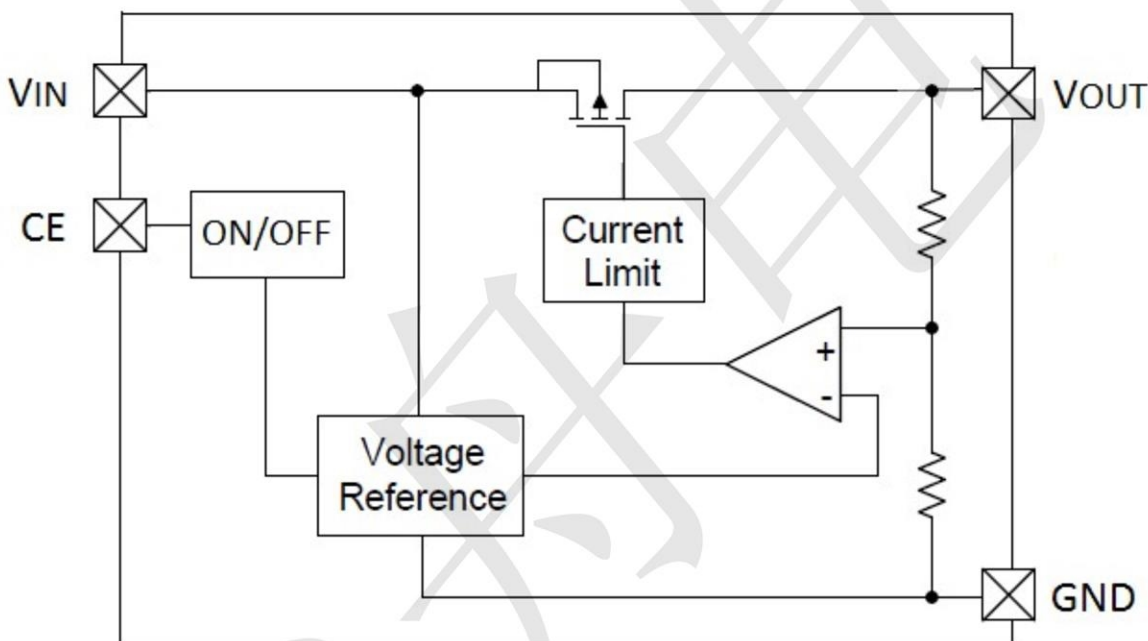 VIN
VOUT
CE
ON/OFF
Current
Limit
+
-
Voltage
Reference
GND